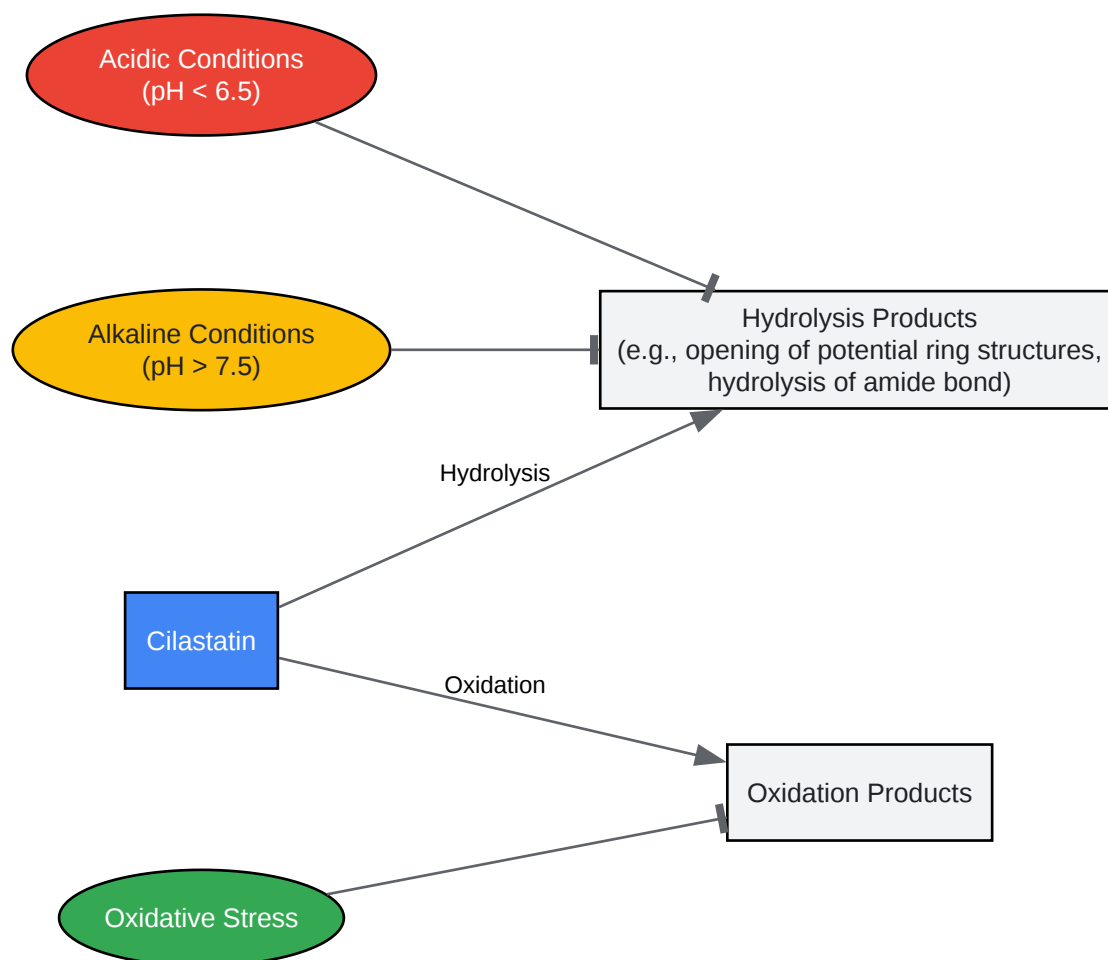 Acidic Conditions
(pH < 6.5)
Alkaline Conditions
(pH > 7.5)
Hydrolysis Products
(e.g., opening of potential ring structures,
hydrolysis of amide bond)
Hydrolysis
Cilastatin
Oxidation
Oxidation Products
Oxidative Stress